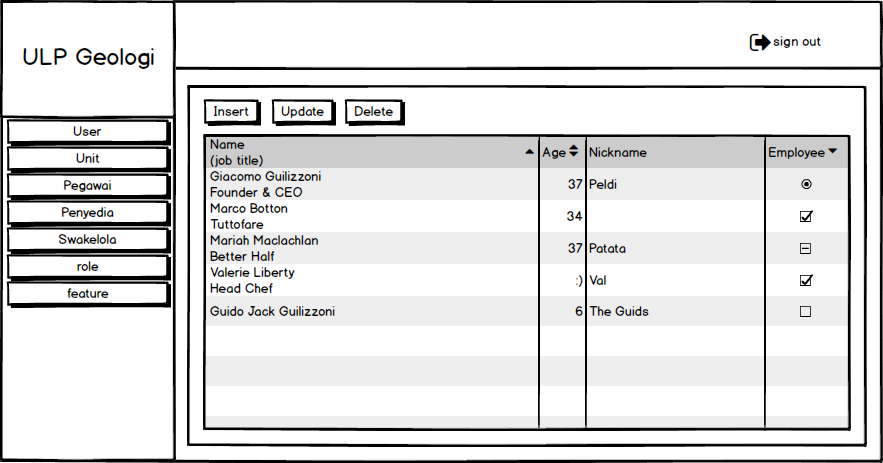 ULP Geologi
sign out
User
Unit
Pegawai
Penyedia
Swakelola
role
feature
Insert Update Delete
Name
(job title) Age Nickname Employee
Giacomo Guilizzoni
Founder & CEO 37 Peldi
Marco Botton
Tuttofare 34
Mariah Maclachlan
Better Half 37 Patata
Valerie Liberty
Head Chef :) Val
Guido Jack Guilizzoni 6 The Guids